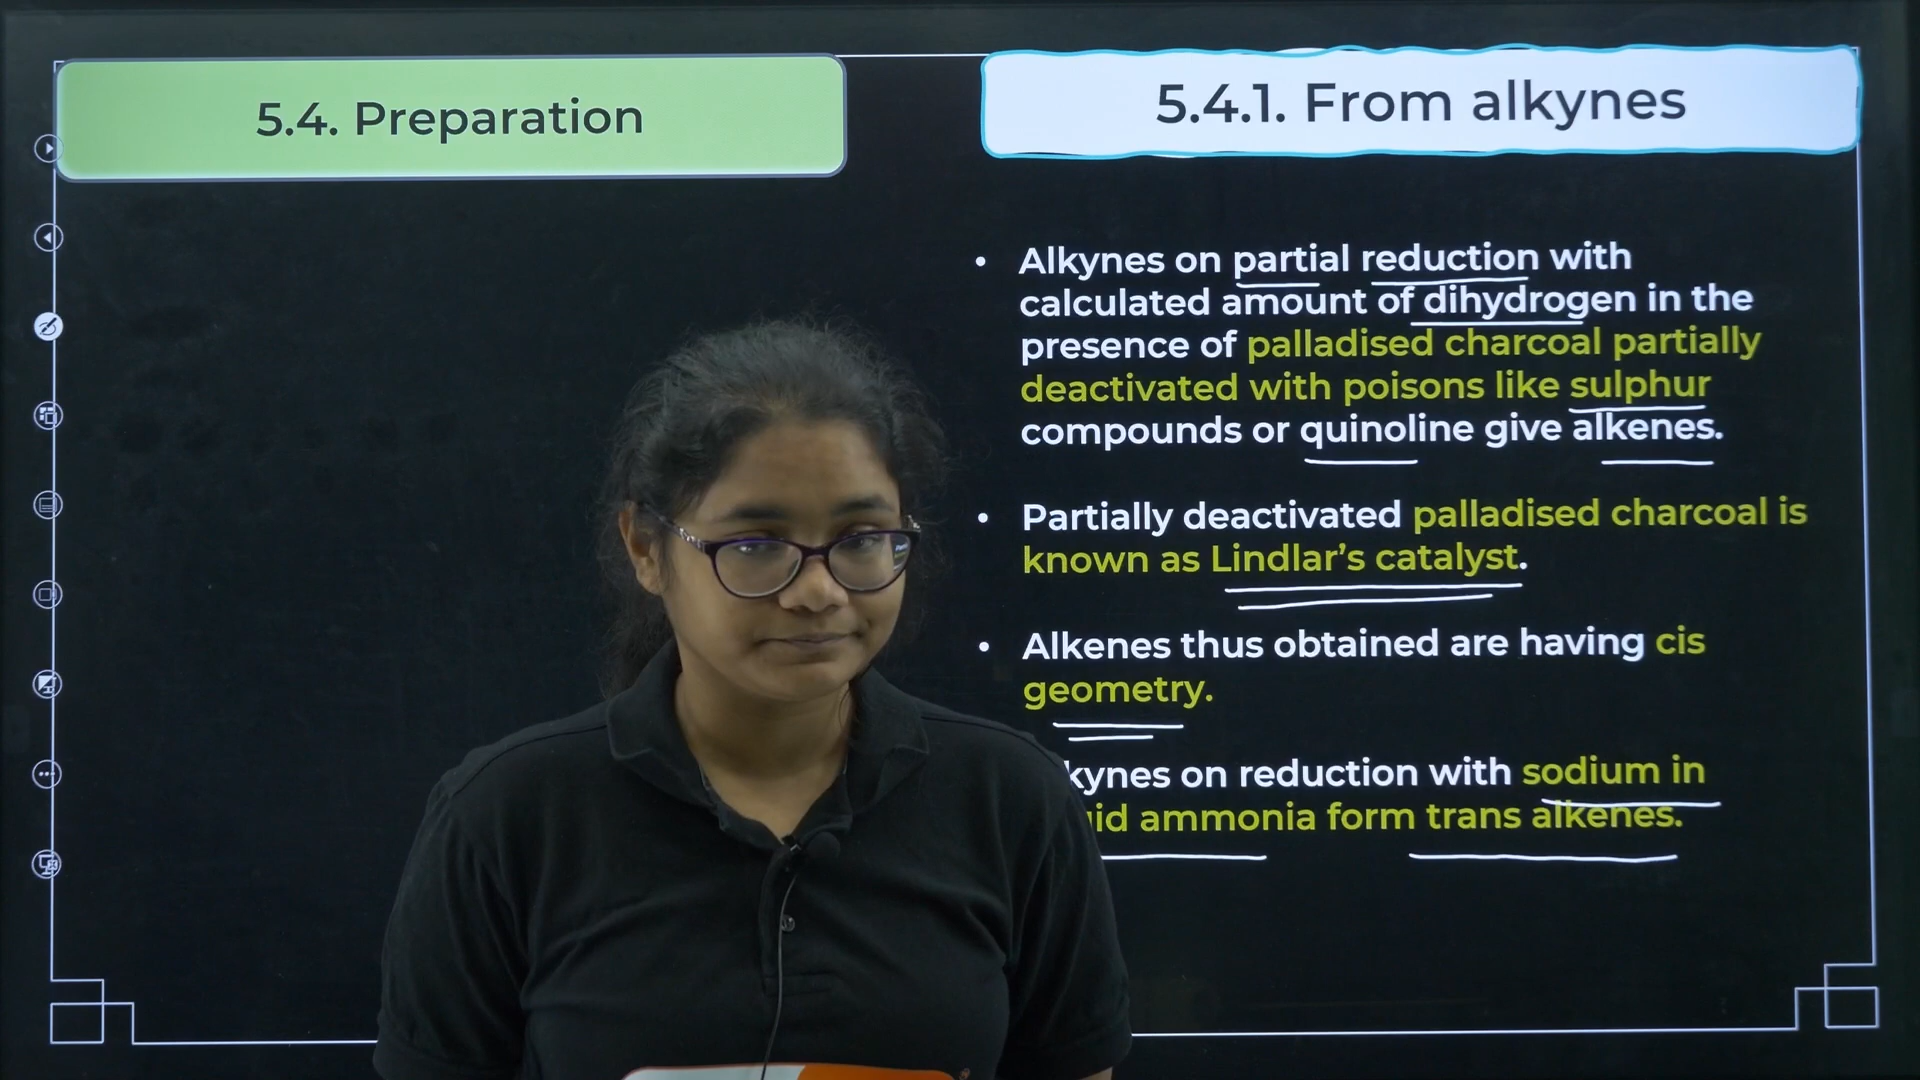 5.4. Preparation
5.4.1. From alkynes
• Alkynes on partial reduction with
calculated amount of dihydrogen in the
presence of palladised charcoal partially
deactivated with poisons like sulphur
compounds or quinoline give alkenes.
• Partially deactivated palladised charcoal is
known as Lindlar’s catalyst.
• Alkenes thus obtained are having cis
geometry.
kynes on reduction with sodium in
id ammonia form trans alkenes.